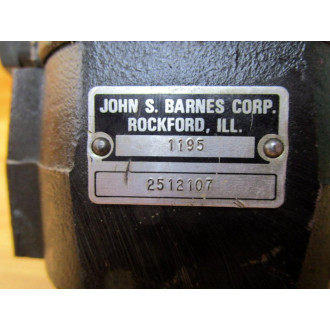 JOHN S. BARNES CORP.
ROCKFORD, ILL.
1195
2512107